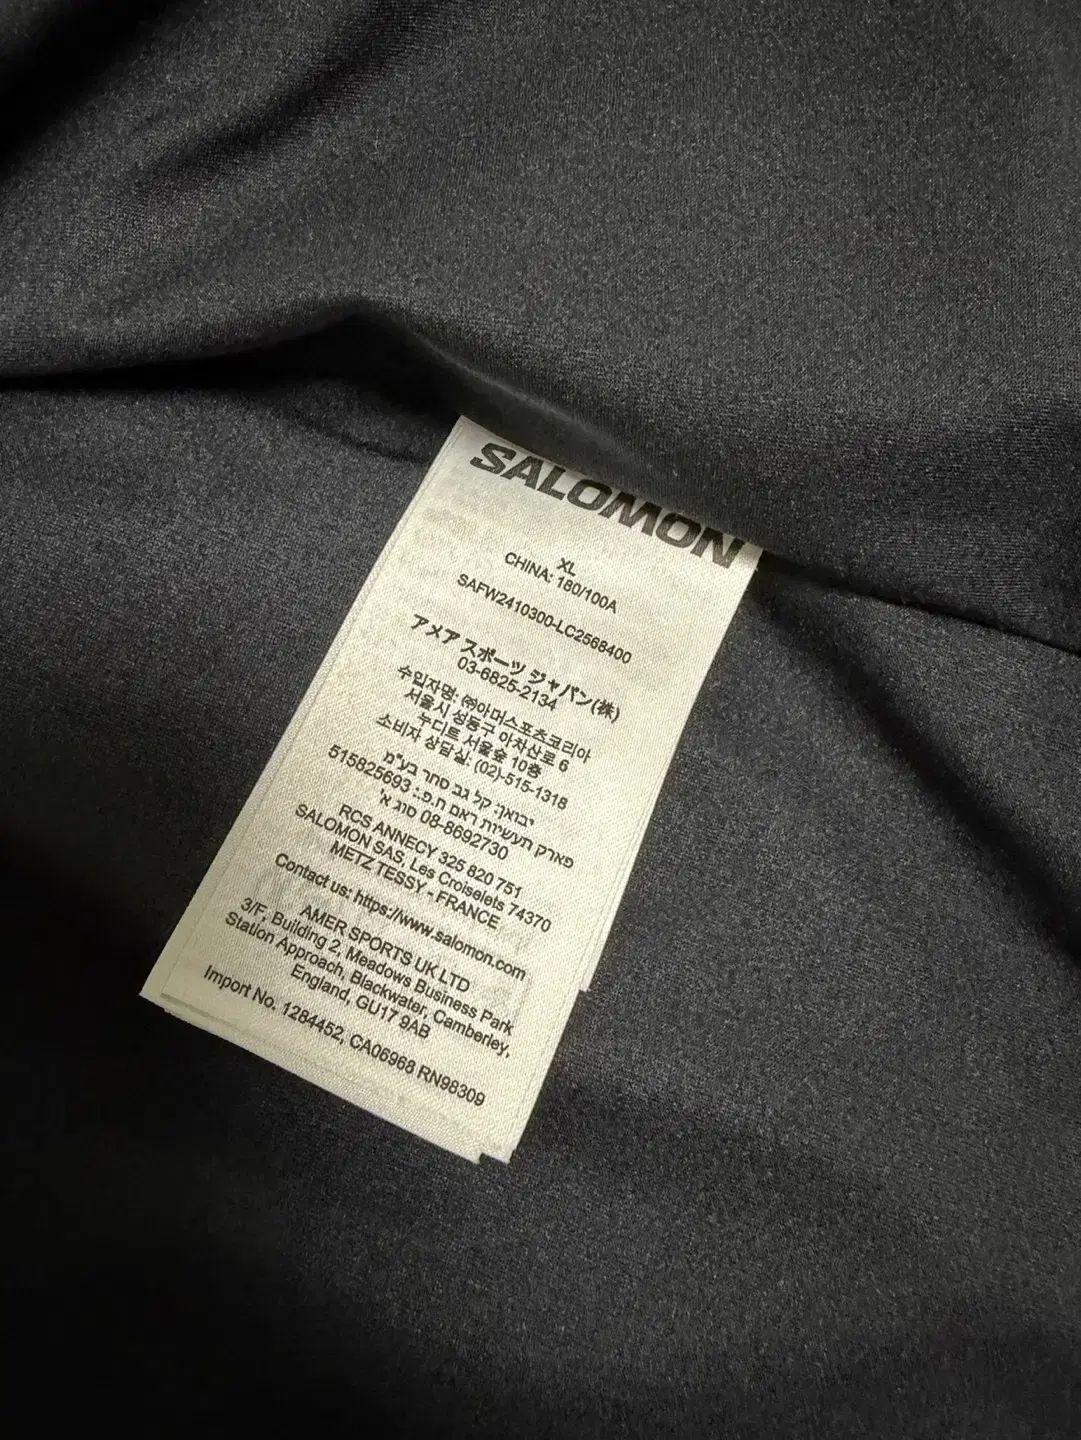 SALOMON
XL
CHINA: 180/100A
SAFW2410300-LC2568400
アメア スポーツ ジャパン(株)
03-6825-2134
수입자명: ㈜아머스포츠코리아
서울시 성동구 아차산로 6
누디트 서울숲 10층
소비자 상담실: (02)-515-1318
יבואן: קל גב סחר בע"מ
פארק תעשיות ראם ח.פ.: 515825693
08-8692730 סוג א'
RCS ANNECY 325 820 751
SALOMON SAS, Les Croiselets 74370
METZ TESSY - FRANCE
Contact us: https://www.salomon.com
AMER SPORTS UK LTD
3/F, Building 2, Meadows Business Park
Station Approach, Blackwater, Camberley,
England, GU17 9AB
Import No. 1284452, CA06968 RN98309